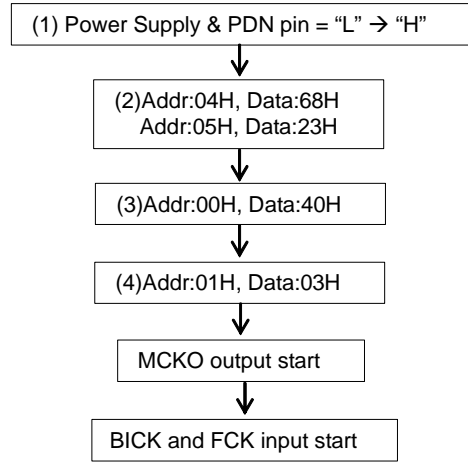 (1) Power Supply & PDN pin = “L” → “H”
(2)Addr:04H, Data:68H
Addr:05H, Data:23H
(3)Addr:00H, Data:40H
(4)Addr:01H, Data:03H
MCKO output start
BICK and FCK input start